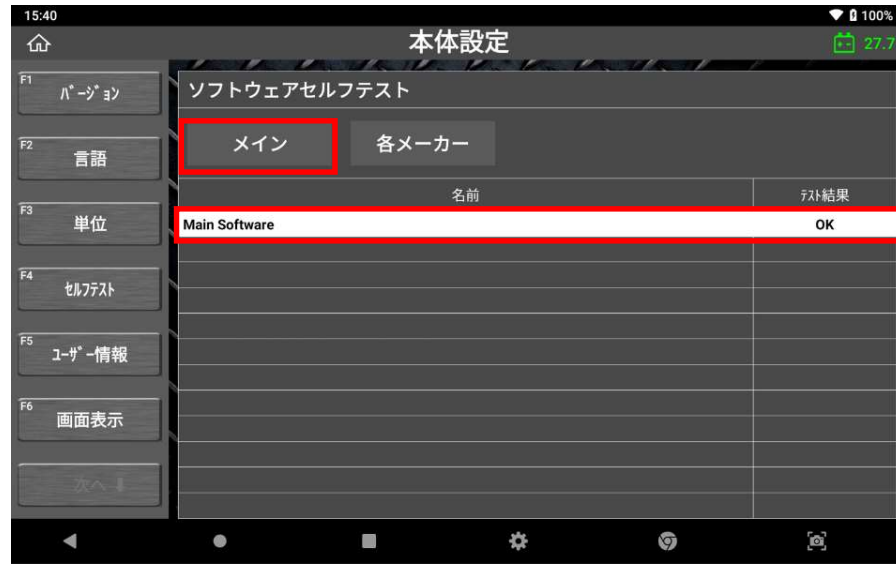 15:40
100%
本体設定
27.7
F1
ﾊﾞｰｼﾞｮﾝ
ソフトウェアセルフテスト
メイン
各メーカー
F2
言語
名前
ﾃｽﾄ結果
F3
単位
Main Software
OK
F4
ｾﾙﾌﾃｽﾄ
F5
ﾕｰｻﾞｰ情報
F6
画面表示
次へ ⬇